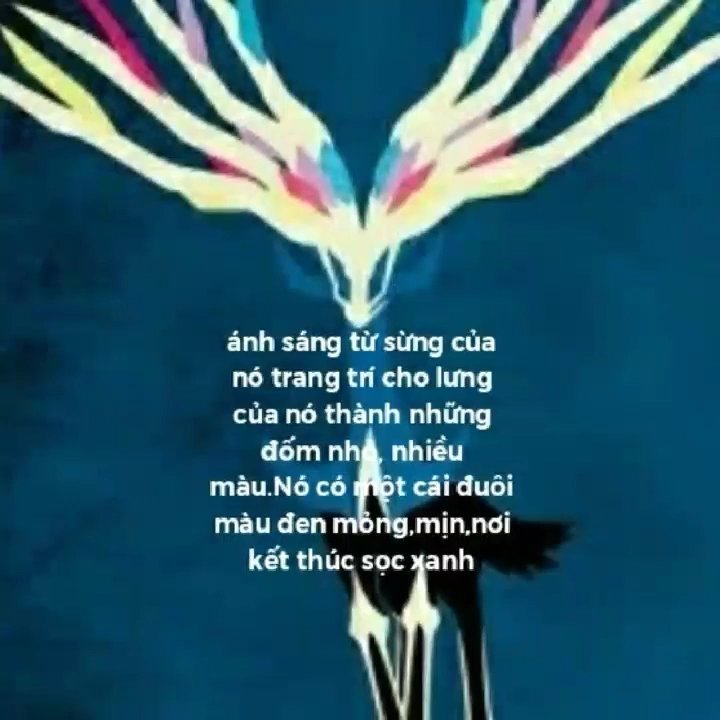 ánh sáng từ sừng của
nó trang trí cho lưng
của nó thành những
đốm nhỏ, nhiều
màu.Nó có một cái đuôi
màu đen mỏng,mịn,nơi
kết thúc sọc xanh